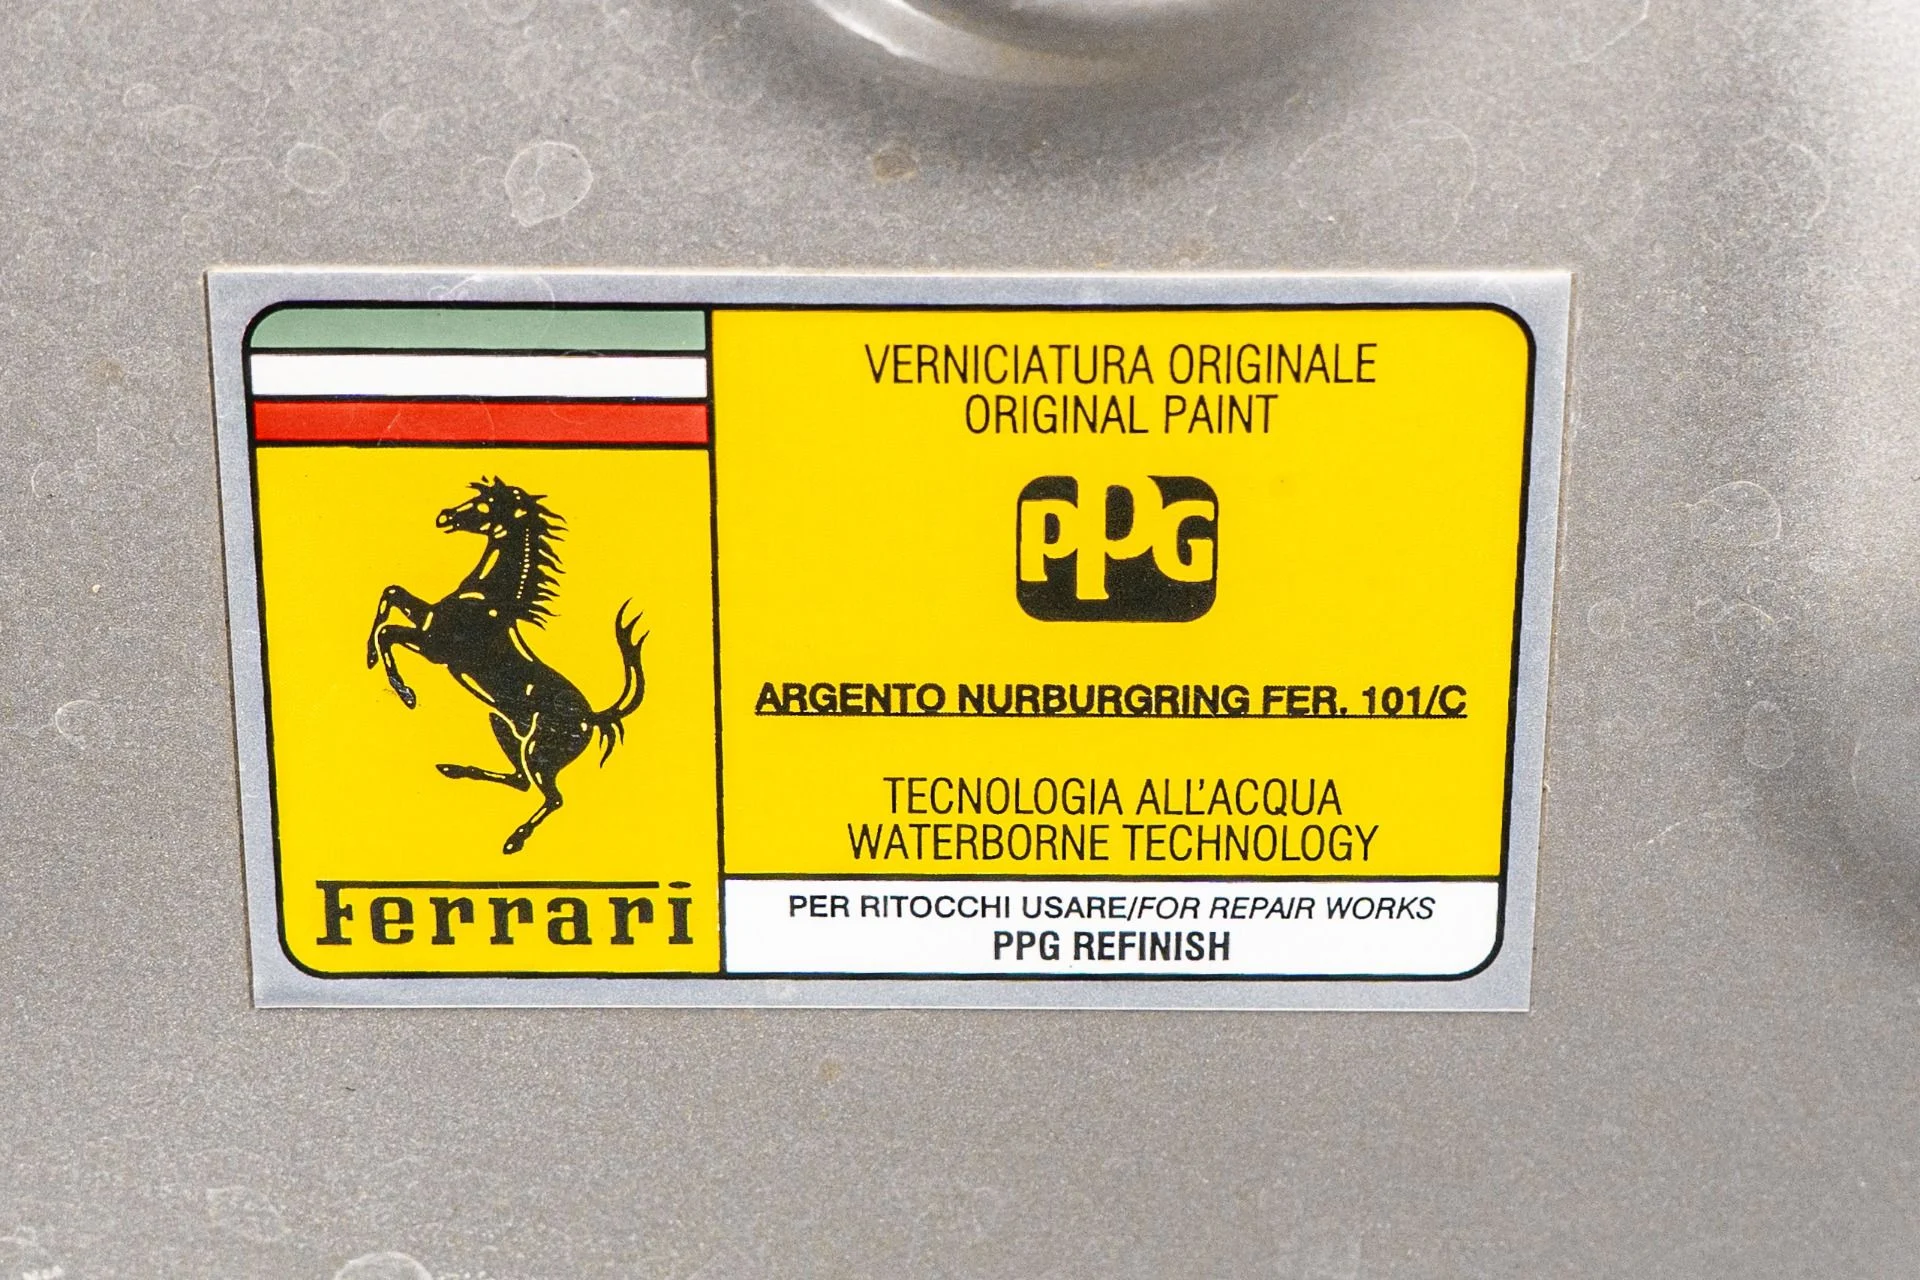 VERNICIATURA ORIGINALE
ORIGINAL PAINT
PPG
ARGENTO NURBURGRING FER. 101/C
TECNOLOGIA ALL'ACQUA
WATERBORNE TECHNOLOGY
Ferrari
PER RITOCCHI USARE/FOR REPAIR WORKS
PPG REFINISH